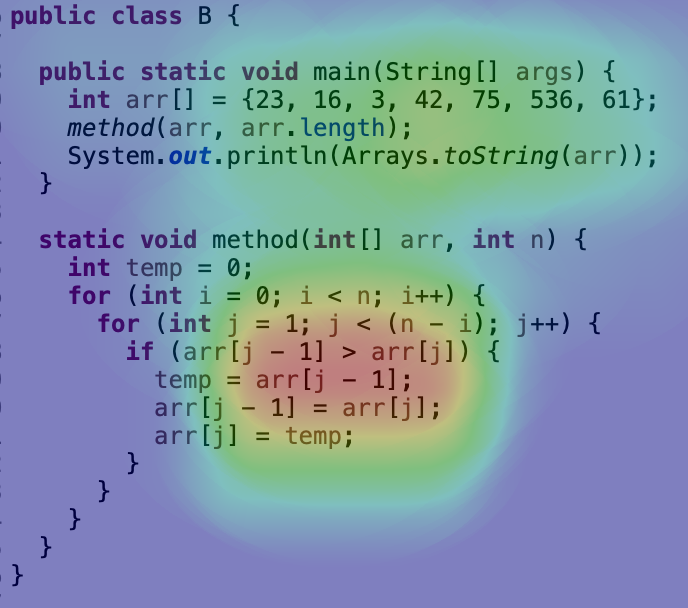 public class B {
public static void main(String[] args) {
int arr[] = {23, 16, 3, 42, 75, 536, 61};
method(arr, arr.length);
System.out.println(Arrays.toString(arr));
}
static void method(int[] arr, int n) {
int temp = 0;
for (int i = 0; i < n; i++) {
for (int j = 1; j < (n - i); j++) {
if (arr[j - 1] > arr[j]) {
temp = arr[j - 1];
arr[j - 1] = arr[j];
arr[j] = temp;
}
}
}
}
}